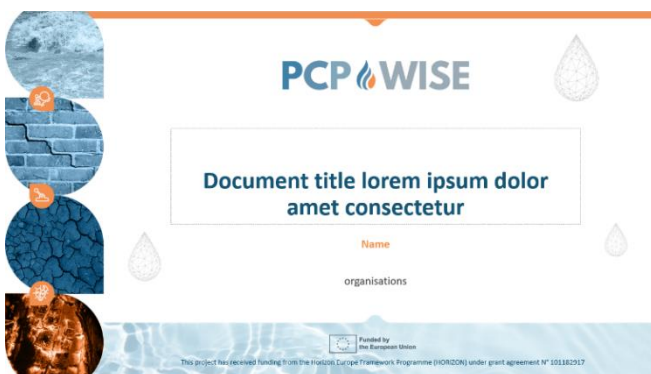 PCP WISE
Document title lorem ipsum dolor
amet consectetur
Name
organisations
Funded by
the European Union
This project has received funding from the Horizon Europe Framework Programme (HORIZON) under grant agreement N° 101182917